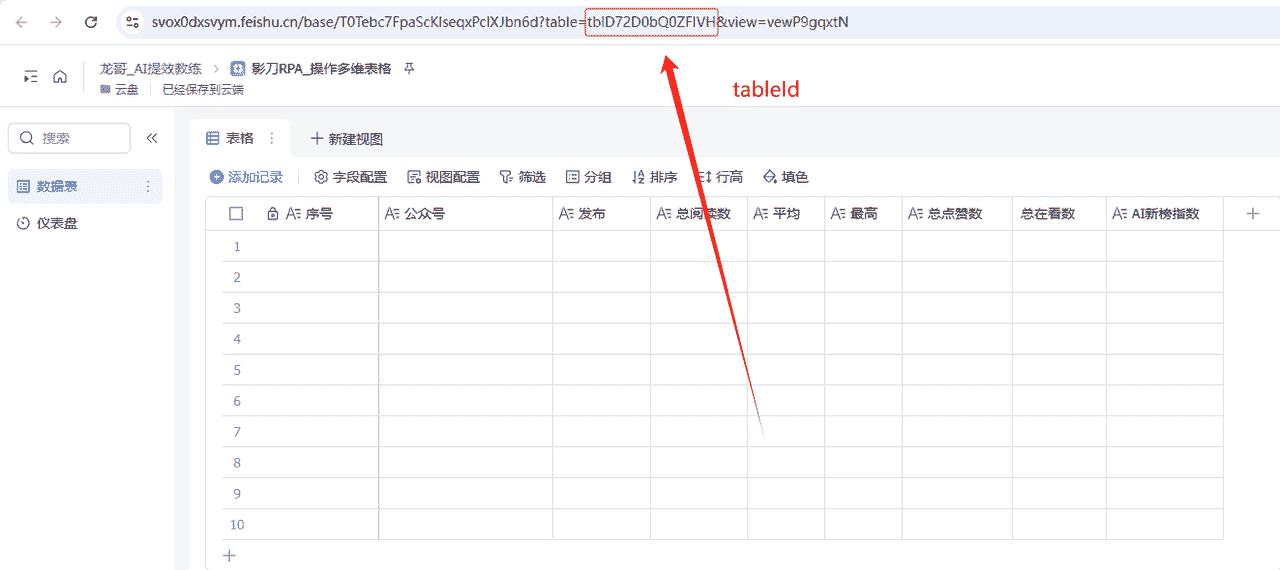 svox0dxsvym.feishu.cn/base/T0Tebc7FpaScKIseqxPclXJbn6d?table=tblD72D0bQ0ZFlVH&view=vewP9gqxtN
tableId
龙哥_AI提效教练 > 影刀RPA_操作多维表格
云盘 | 已经保存到云端
搜索
数据表
仪表盘
表格 新建视图
添加记录 字段配置 视图配置 筛选 分组 排序 行高 填色
序号 公众号 发布 总阅读数 平均 最高 总点赞数 总在看数 AI新榜指数
1
2
3
4
5
6
7
8
9
10